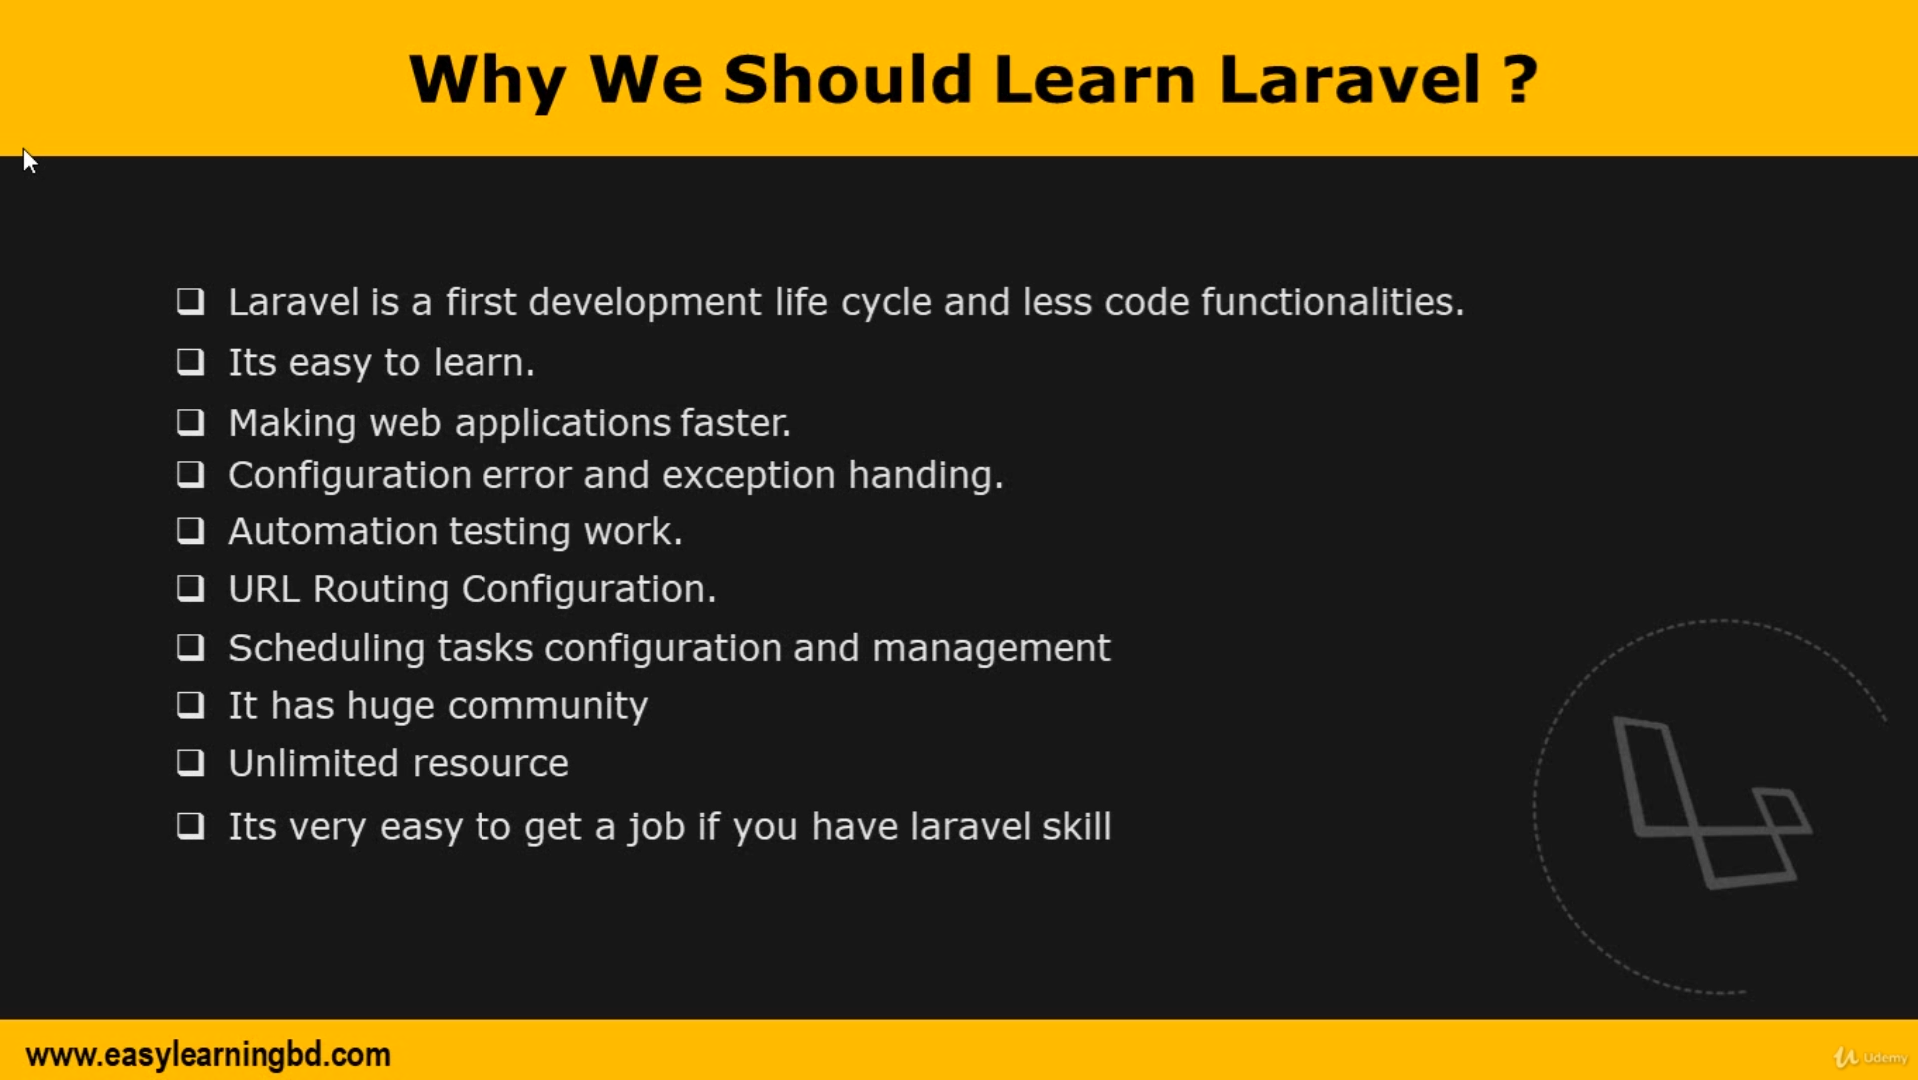 Why We Should Learn Laravel ?
❑ Laravel is a first development life cycle and less code functionalities.
❑ Its easy to learn.
❑ Making web applications faster.
❑ Configuration error and exception handing.
❑ Automation testing work.
❑ URL Routing Configuration.
❑ Scheduling tasks configuration and management
❑ It has huge community
❑ Unlimited resource
❑ Its very easy to get a job if you have laravel skill
www.easylearningbd.com
Udemy